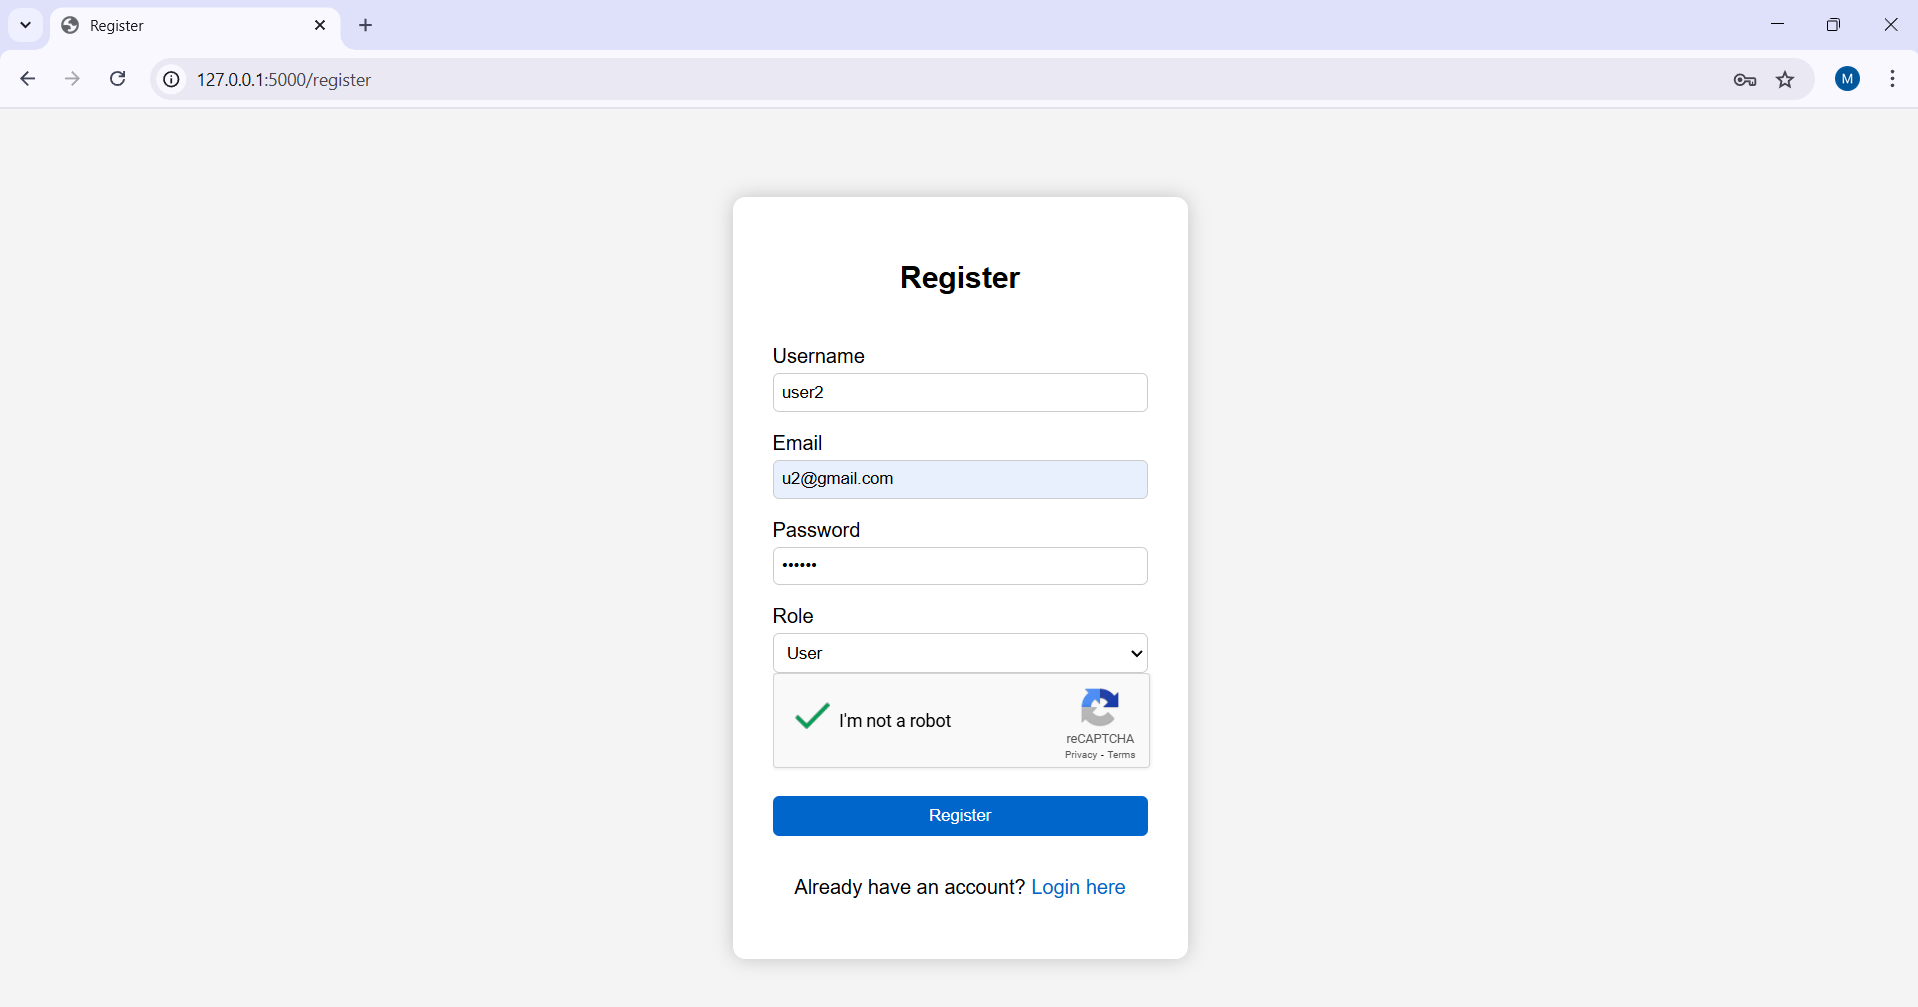 Register
127.0.0.1:5000/register
M
Register
Username
user2
Email
u2@gmail.com
Password
••••••
Role
User
I'm not a robot
reCAPTCHA
Privacy - Terms
Register
Already have an account? Login here